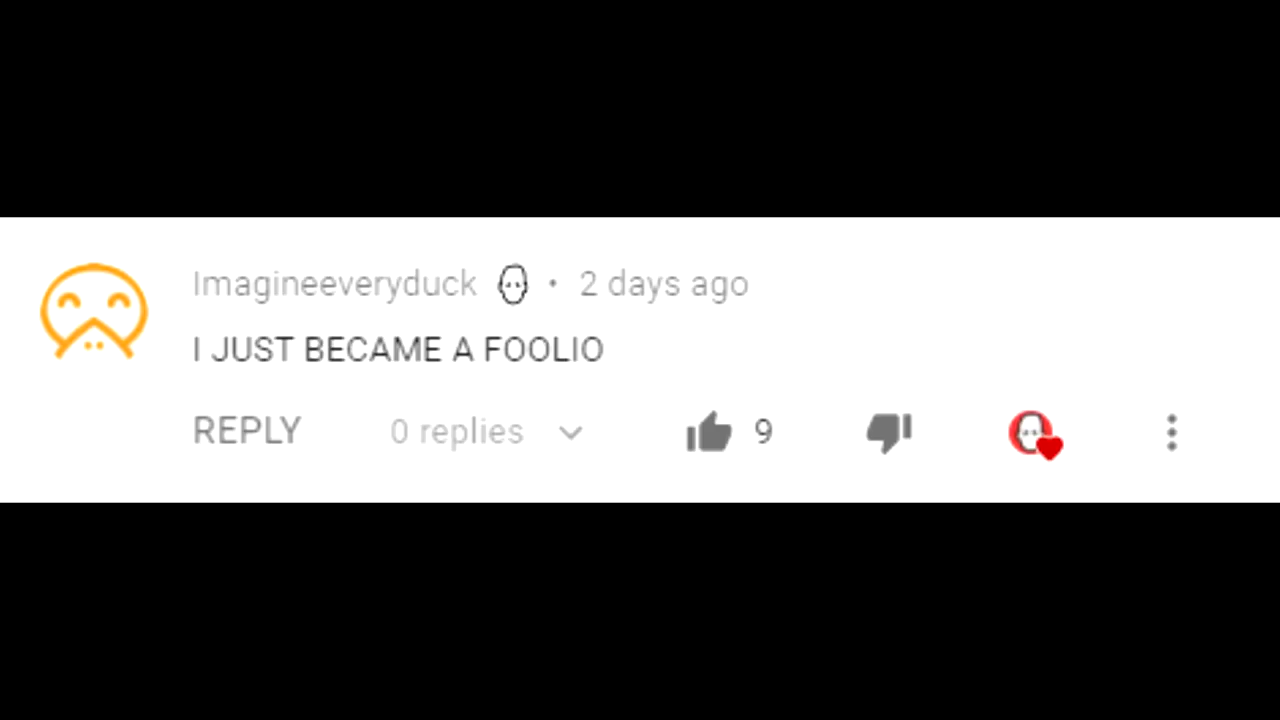 Imagineeveryduck • 2 days ago
I JUST BECAME A FOOLIO
REPLY 0 replies 9